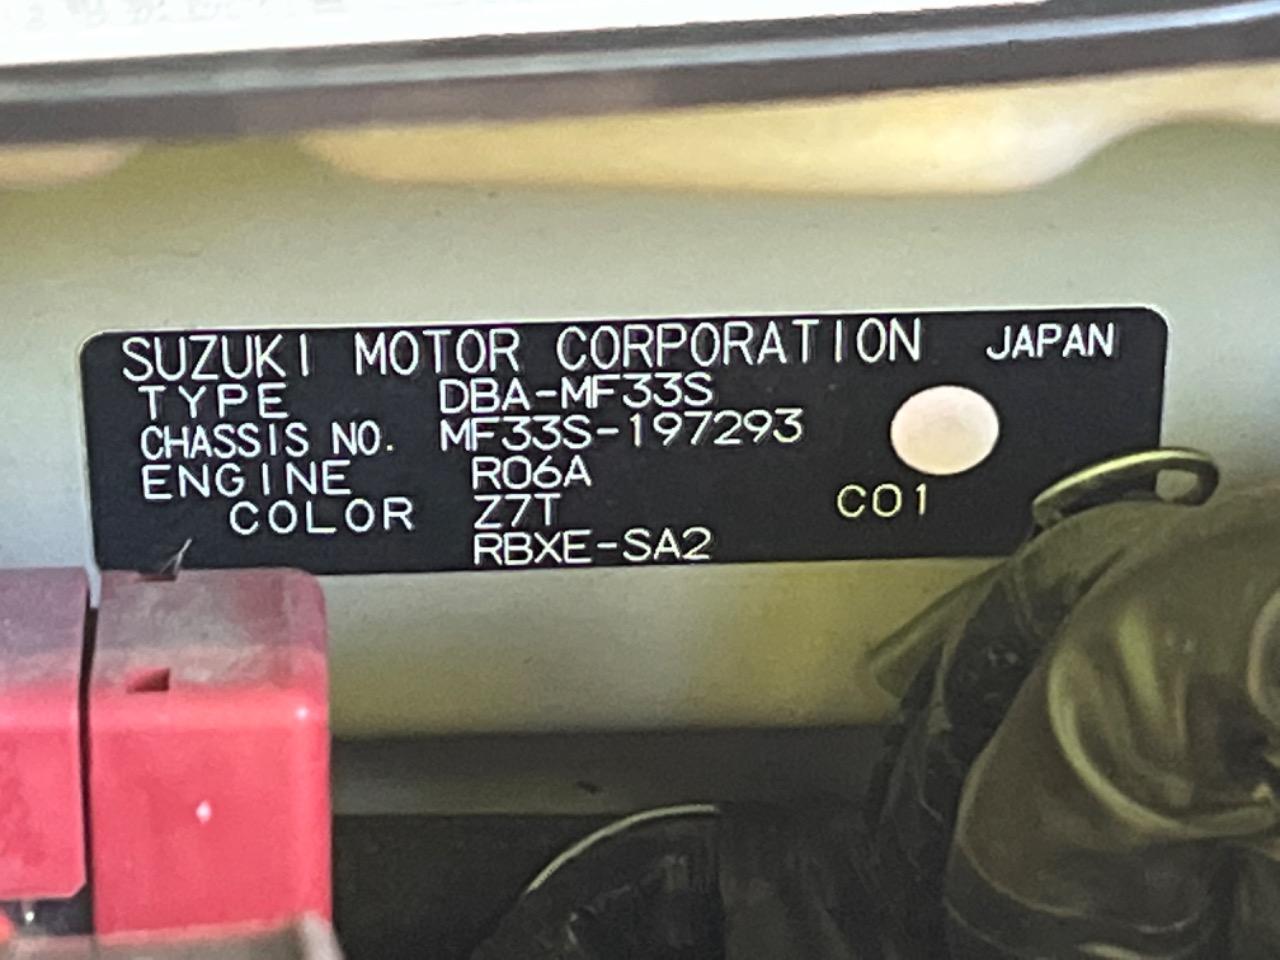 SUZUKI MOTOR CORPORATION JAPAN
TYPE DBA-MF33S
CHASSIS NO. MF33S-197293
ENGINE R06A
COLOR Z7T C01
RBXE-SA2